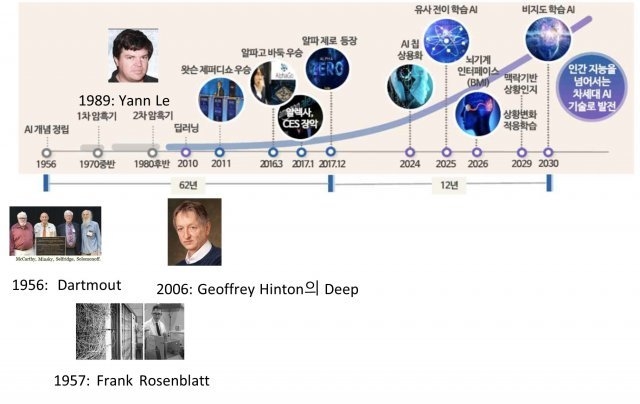 유사 전이 학습 AI
비지도 학습 AI
알파 제로 등장
알파고 바둑 우승
왓슨 제퍼디쇼 우승
AI 칩
상용화
뇌기계
인터페이스
(BMI)
맥락기반
상황인지
상황변화
적응학습
인간 지능을
넘어서는
차세대 AI
기술로 발전
AlphaGo
ALPHA
ZERO
알렉사,
CES 장악
1989: Yann Le
AI 개념 정립
1차 암흑기
2차 암흑기
딥러닝
1956
1970중반
1980후반
2010
2011
2016.3
2017.1
2017.12
2024
2025
2026
2029
2030
62년
12년
McCarthy, Minsky, Selfridge, Solomonoff.
1956: Dartmout
2006: Geoffrey Hinton의 Deep
1957: Frank Rosenblatt